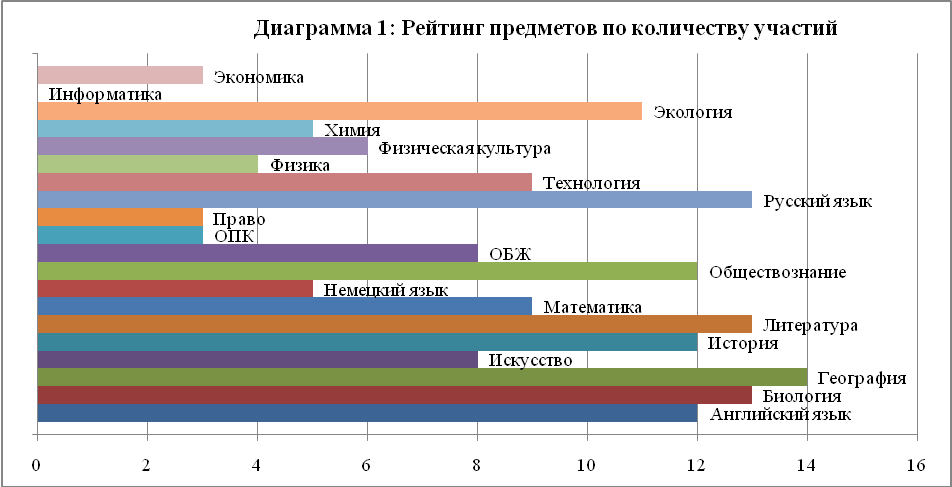 Диаграмма 1: Рейтинг предметов по количеству участий
Экономика
Информатика
Экология
Химия
Физическая культура
Физика
Технология
Русский язык
Право
ОПК
ОБЖ
Обществознание
Немецкий язык
Математика
Литература
История
Искусство
География
Биология
Английский язык
0 2 4 6 8 10 12 14 16